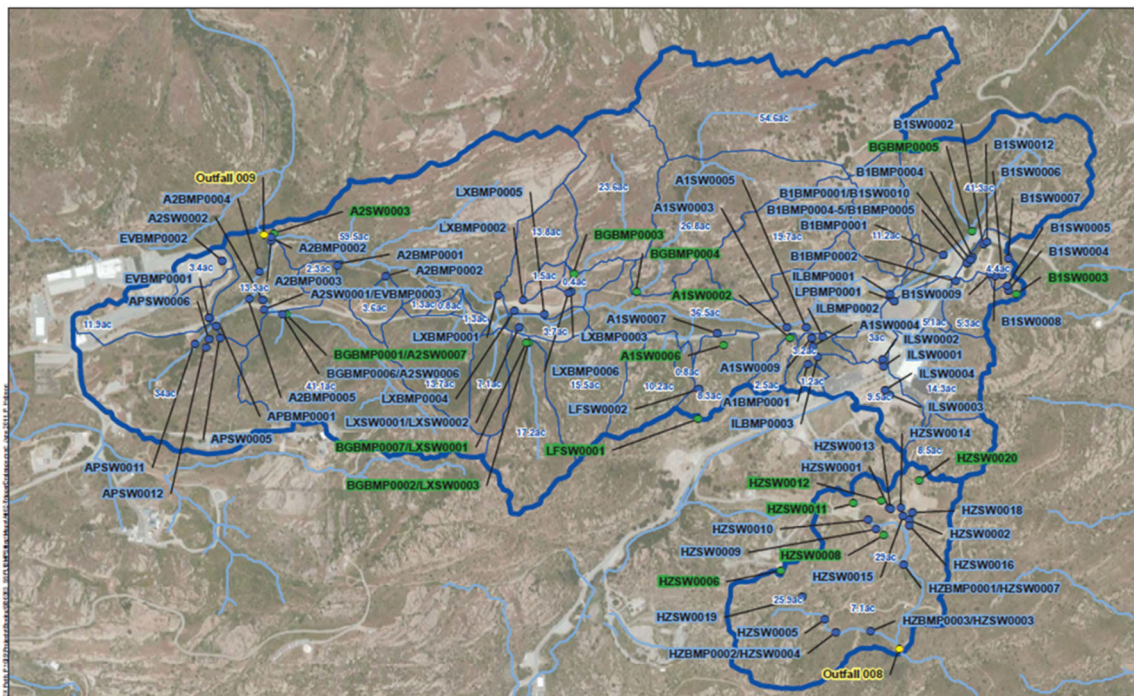 B1SW0002
BGBMP0005
B1SW0012
B1BMP0004
B1SW0006
54.6ac
41.3ac
Outfall 009
A2BMP0004
A2SW0003
A2SW0002
EVBMP0002
59.5ac
A2BMP0002
A2BMP0001
A2BMP0002
A2BMP0003
A2SW0001/EVBMP0003
3.4ac
2.3ac
13.3ac
EVBMP0001
APSW0006
11.9ac
34ac
LXBMP0005
LXBMP0002
13.8ac
23.6ac
BGBMP0003
BGBMP0004
26.8ac
A1SW0005
A1SW0003
B1BMP0001/B1SW0010
B1BMP0004-5/B1BMP0005
B1BMP0001
19.7ac
11.2ac
B1SW0007
B1SW0005
B1SW0004
B1SW0003
4.4ac
B1BMP0002
ILBMP0001
LPBMP0001
ILBMP0002
B1SW0009
B1SW0008
5.1ac
5.3ac
A1SW0002
36.5ac
1.5ac
0.4ac
3.6ac
1.3ac
0.8ac
1.3ac
A1SW0007
A1SW0004
ILSW0002
3ac
ILSW0001
3.2ac
ILSW0004
14.3ac
ILSW0003
9.5ac
LXBMP0001
3.7ac
LXBMP0003
A1SW0006
BGBMP0001/A2SW0007
BGBMP0006/A2SW0006
LXBMP0006
A1SW0009
0.8ac
41.1ac
13.7ac
7.1ac
15.5ac
10.2ac
2.5ac
1.2ac
A2BMP0005
LXBMP0004
LFSW0002
A1BMP0001
APBMP0001
LXSW0001/LXSW0002
ILBMP0003
17.2ac
APSW0005
BGBMP0007/LXSW0001
LFSW0001
HZSW0014
HZSW0013
8.5ac
APSW0011
HZSW0001
HZSW0020
BGBMP0002/LXSW0003
HZSW0012
APSW0012
HZSW0011
HZSW0018
HZSW0010
HZSW0002
HZSW0009
HZSW0008
HZSW0016
HZSW0006
HZSW0015
HZBMP0001/HZSW0007
25.9ac
7.1ac
HZSW0019
HZSW0005
HZBMP0003/HZSW0003
HZBMP0002/HZSW0004
Outfall 008